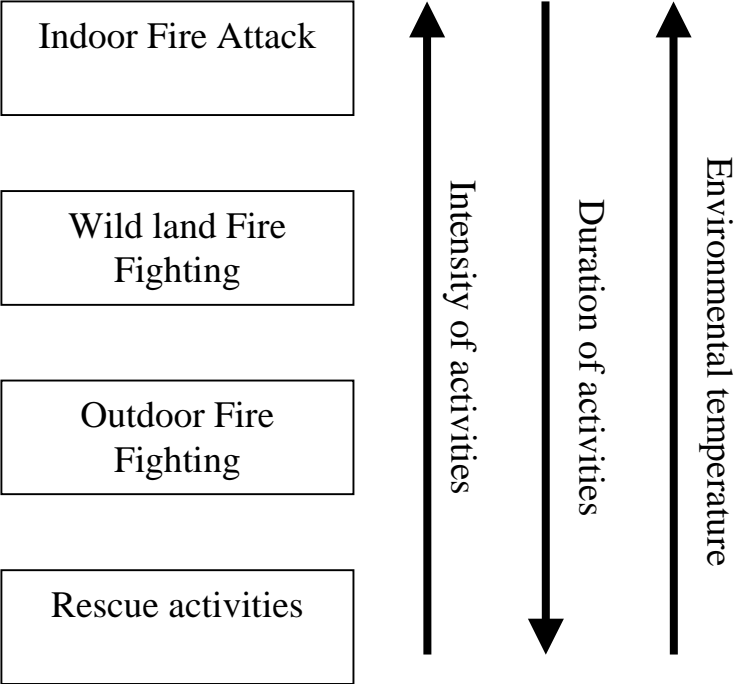 Indoor Fire Attack
Wild land Fire
Fighting
Outdoor Fire
Fighting
Rescue activities
Intensity of activities
Duration of activities
Environmental temperature